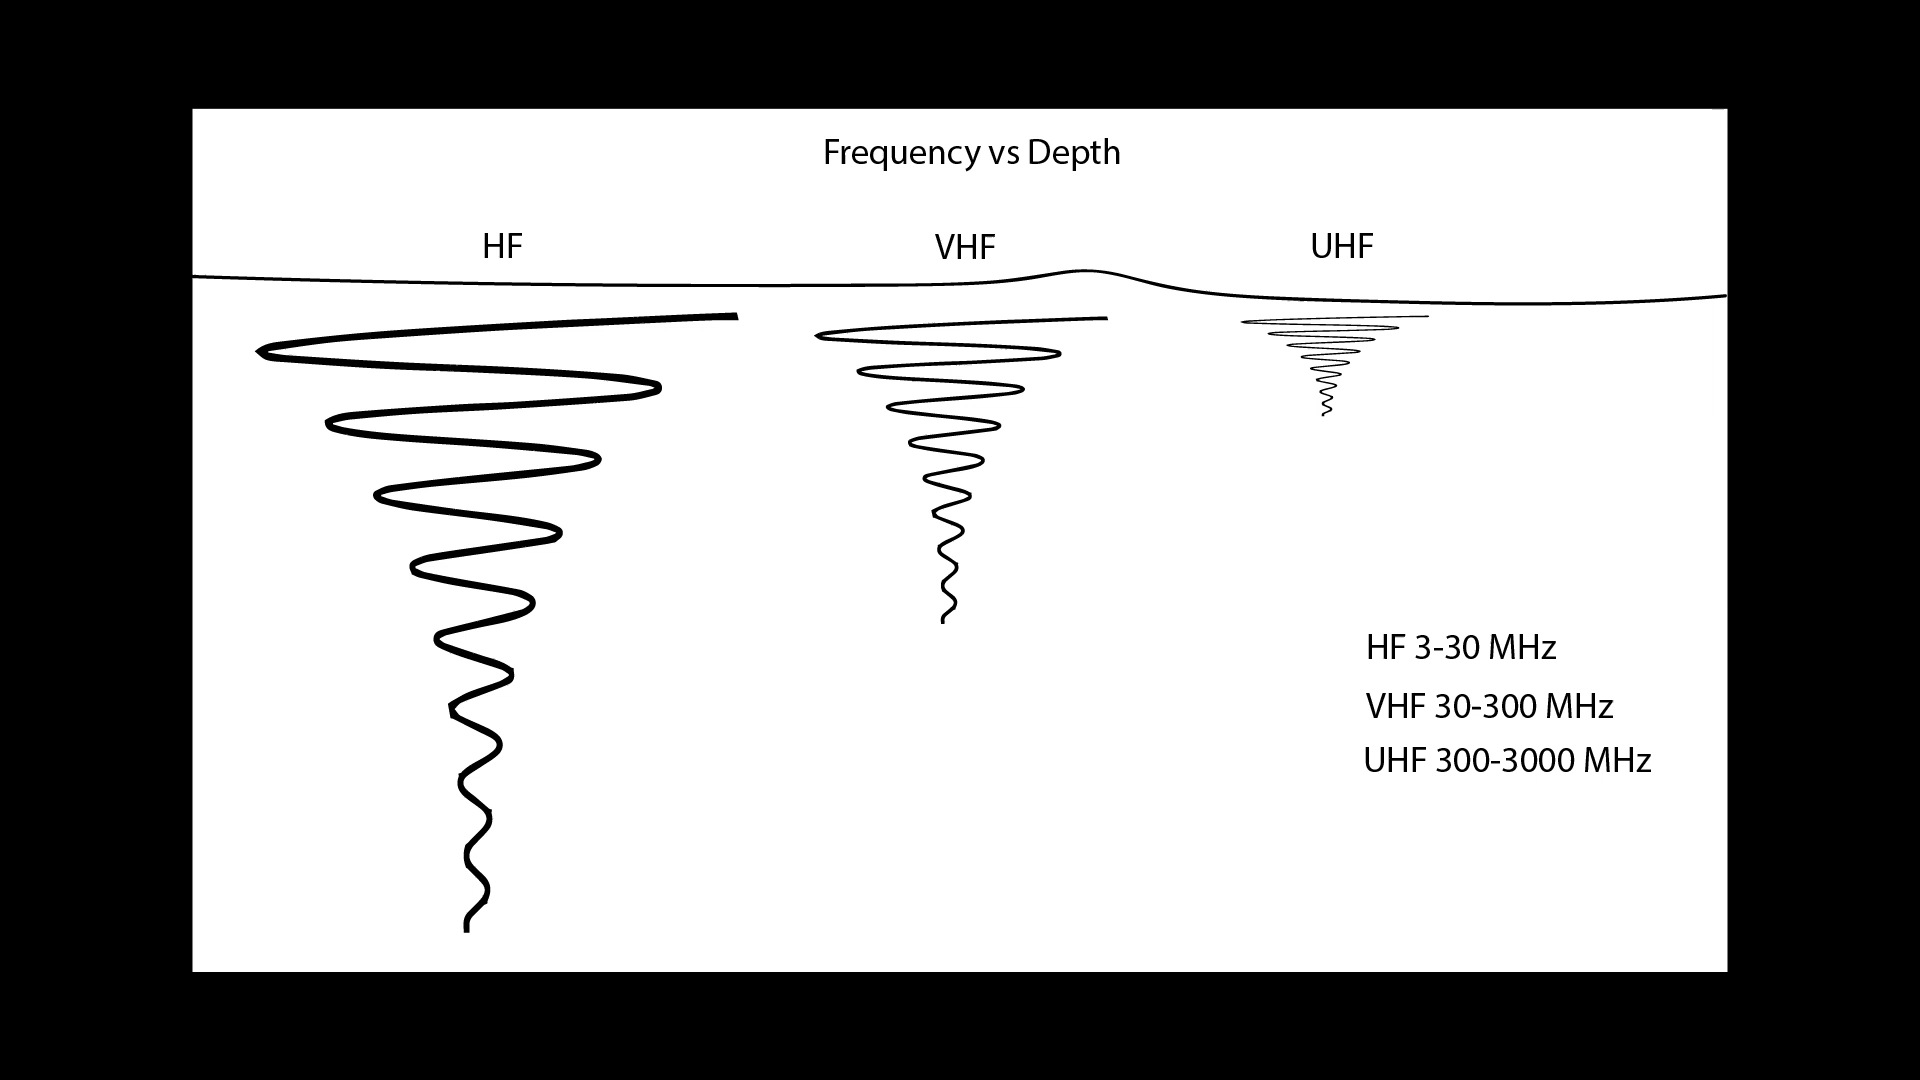 Frequency vs Depth
HF
VHF
UHF
HF 3-30 MHz
VHF 30-300 MHz
UHF 300-3000 MHz